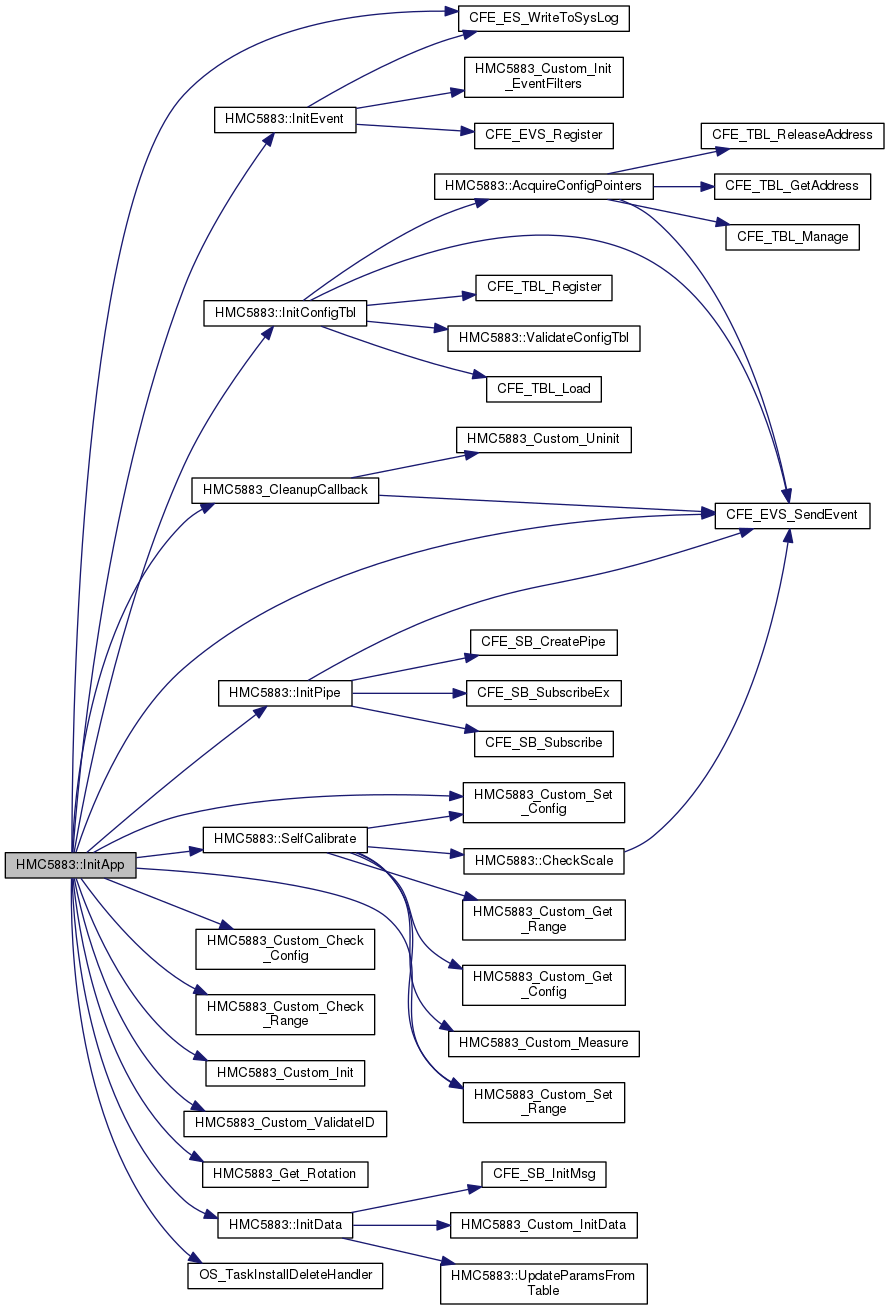 CFE_ES_WriteToSysLog
HMC5883_Custom_Init
_EventFilters
HMC5883::InitEvent
CFE_EVS_Register
CFE_TBL_ReleaseAddress
HMC5883::AcquireConfigPointers
CFE_TBL_GetAddress
CFE_TBL_Manage
CFE_TBL_Register
HMC5883::InitConfigTbl
HMC5883::ValidateConfigTbl
CFE_TBL_Load
HMC5883_Custom_Uninit
HMC5883_CleanupCallback
CFE_EVS_SendEvent
CFE_SB_CreatePipe
HMC5883::InitPipe
CFE_SB_SubscribeEx
CFE_SB_Subscribe
HMC5883_Custom_Set
_Config
HMC5883::SelfCalibrate
HMC5883::CheckScale
HMC5883::InitApp
HMC5883_Custom_Get
_Range
HMC5883_Custom_Check
_Config
HMC5883_Custom_Get
_Config
HMC5883_Custom_Check
_Range
HMC5883_Custom_Measure
HMC5883_Custom_Init
HMC5883_Custom_Set
_Range
HMC5883_Custom_ValidateID
HMC5883_Get_Rotation
CFE_SB_InitMsg
HMC5883::InitData
HMC5883_Custom_InitData
OS_TaskInstallDeleteHandler
HMC5883::UpdateParamsFrom
Table